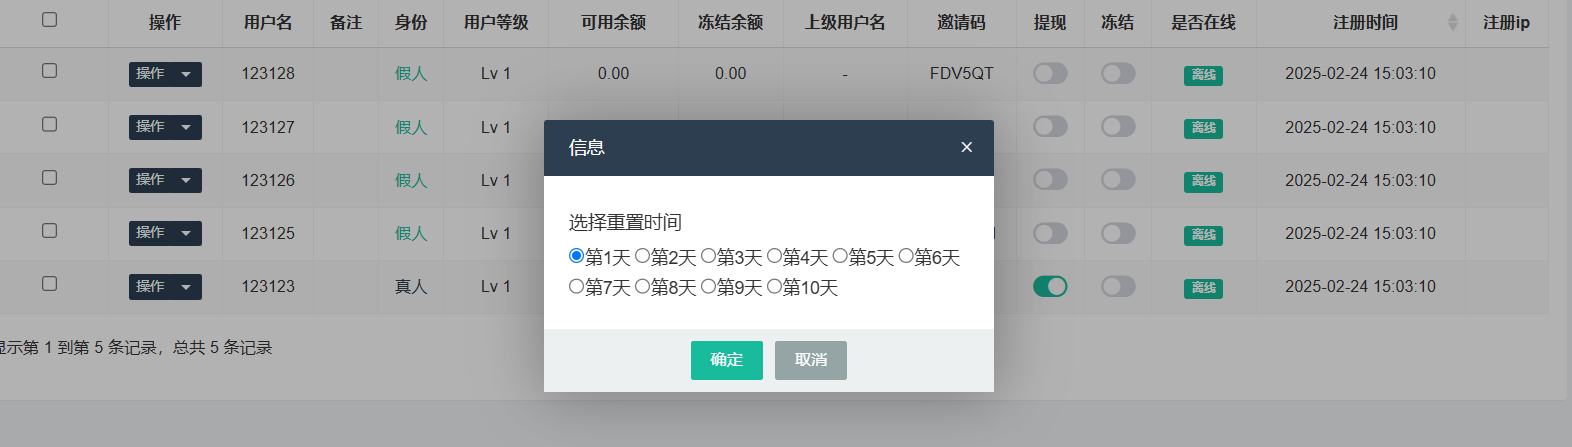 操作 用户名 备注 身份 用户等级 可用余额 冻结余额 上级用户名 邀请码 提现 冻结 是否在线 注册时间 注册ip
操作 123128 假人 Lv 1 0.00 0.00 - FDV5QT 离线 2025-02-24 15:03:10
操作 123127 假人 Lv 1 离线 2025-02-24 15:03:10
操作 123126 假人 Lv 1 离线 2025-02-24 15:03:10
操作 123125 假人 Lv 1 离线 2025-02-24 15:03:10
操作 123123 真人 Lv 1 离线 2025-02-24 15:03:10
信息 ×
选择重置时间
第1天 第2天 第3天 第4天 第5天 第6天
第7天 第8天 第9天 第10天
确定 取消
显示第 1 到第 5 条记录，总共 5 条记录